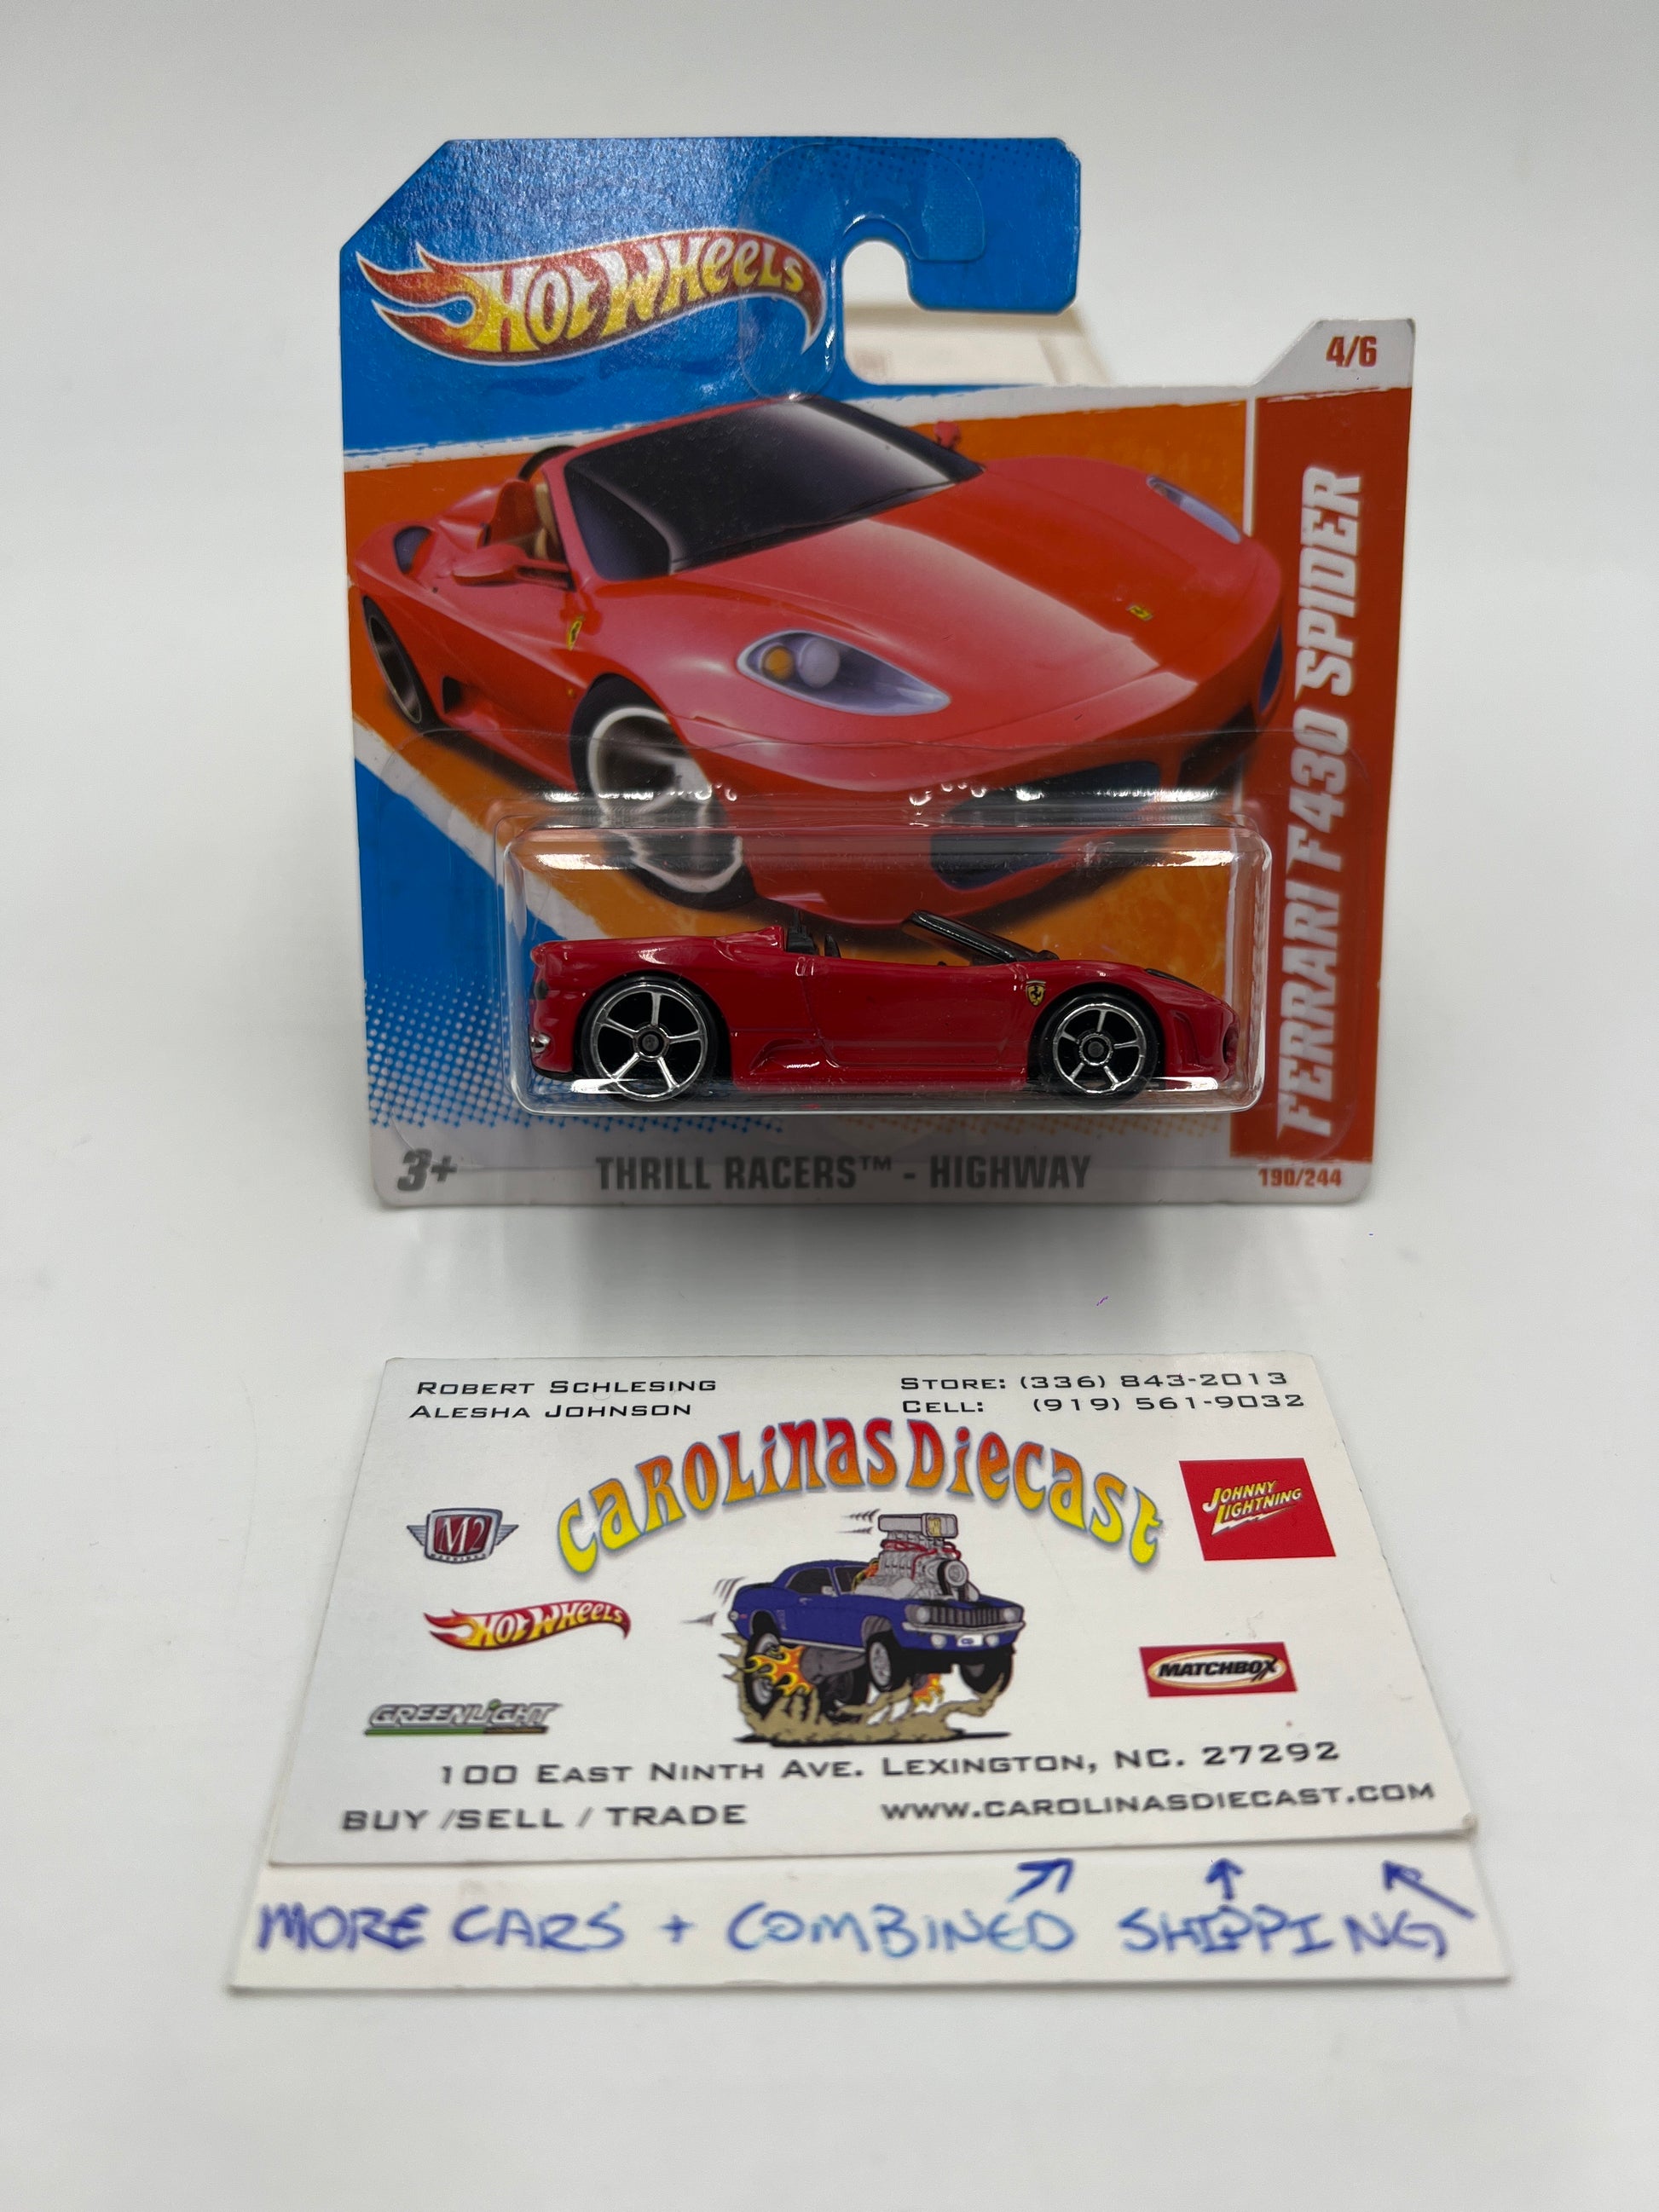 HOT WHEELS
4/6
FERRARI F430 SPIDER
3+
THRILL RACERS™ - HIGHWAY
190/244
ROBERT SCHLESING
ALESHA JOHNSON
STORE: (336) 843-2013
CELL: (919) 561-9032
CAROLINAS DIECAST
M2
JOHNNY
LIGHTNING
HOT WHEELS
MATCHBOX
GREENLIGHT
100 EAST NINTH AVE. LEXINGTON, NC. 27292
BUY /SELL / TRADE
WWW.CAROLINASDIECAST.COM
MORE CARS + COMBINED SHIPPING